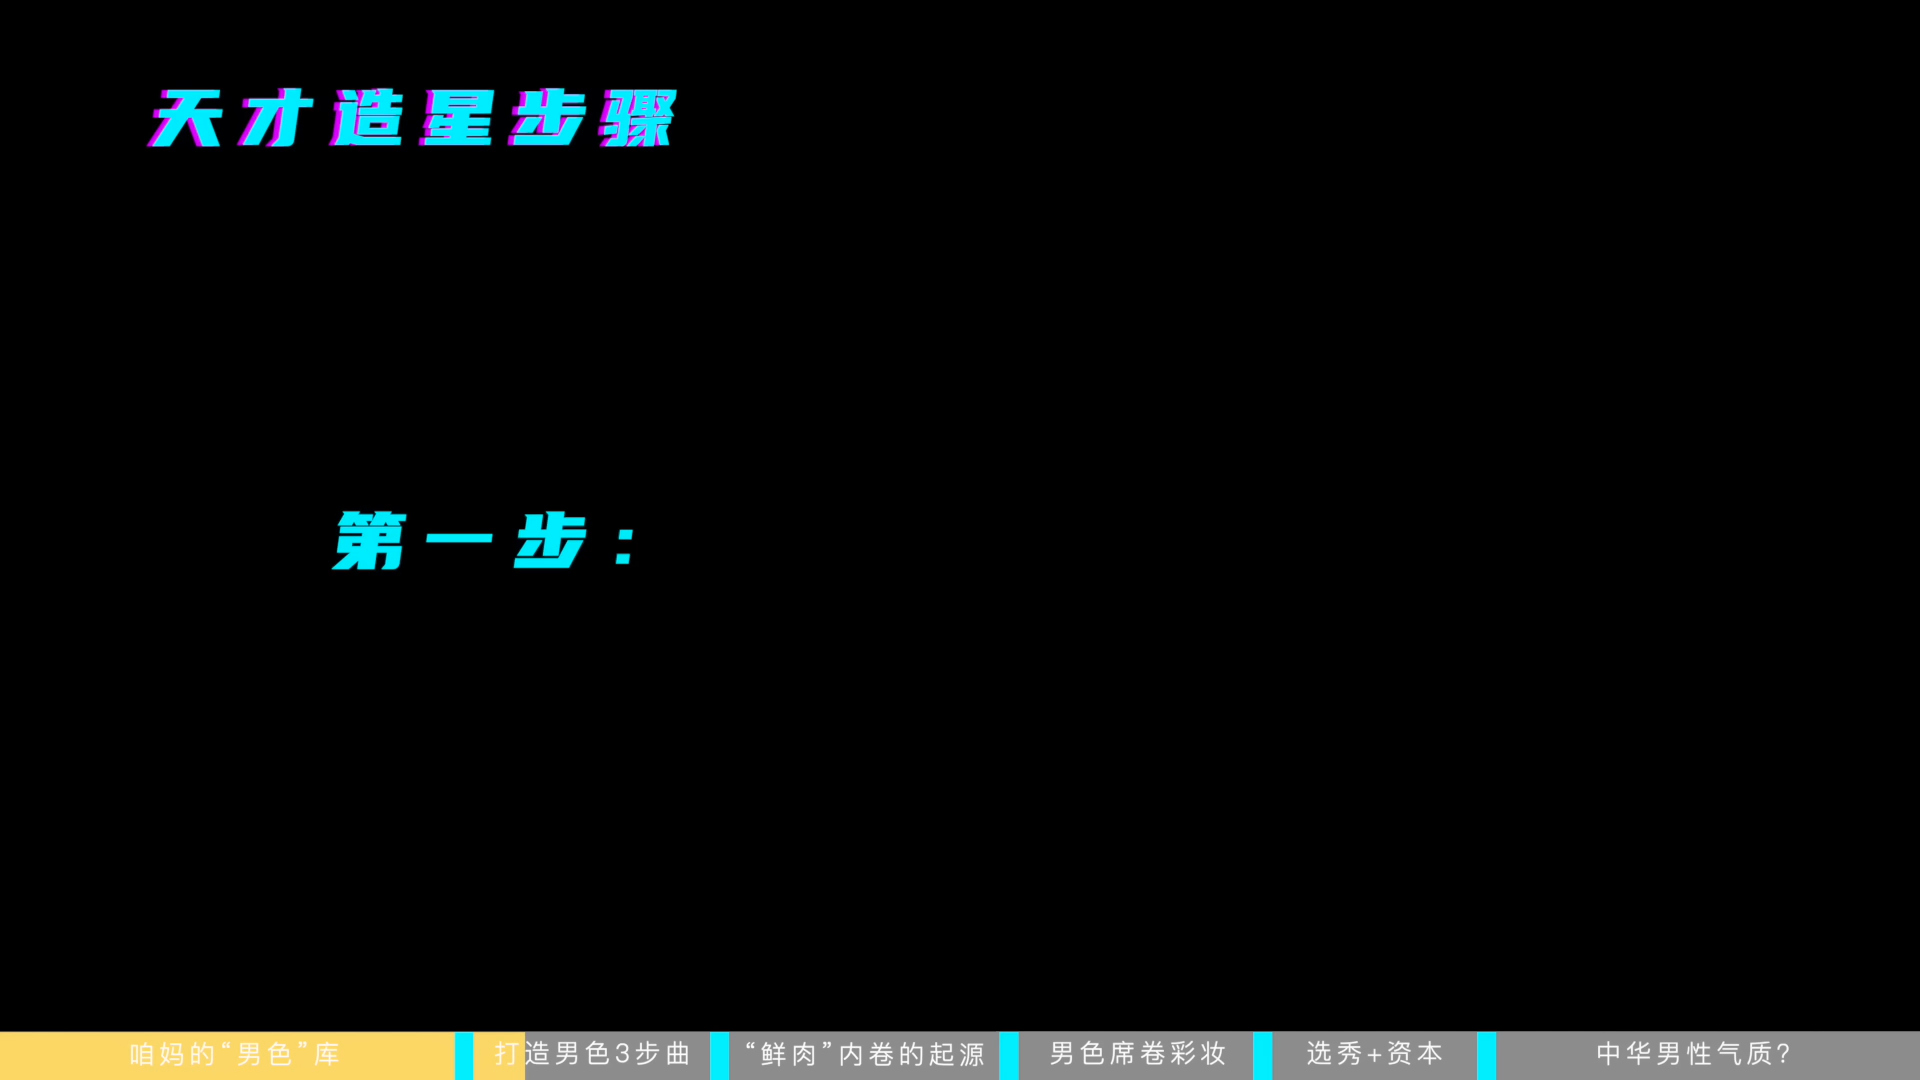 天才造星步骤
第一步：
咱妈的“男色”库
打造男色3步曲
“鲜肉”内卷的起源
男色席卷彩妆
选秀+资本
中华男性气质?